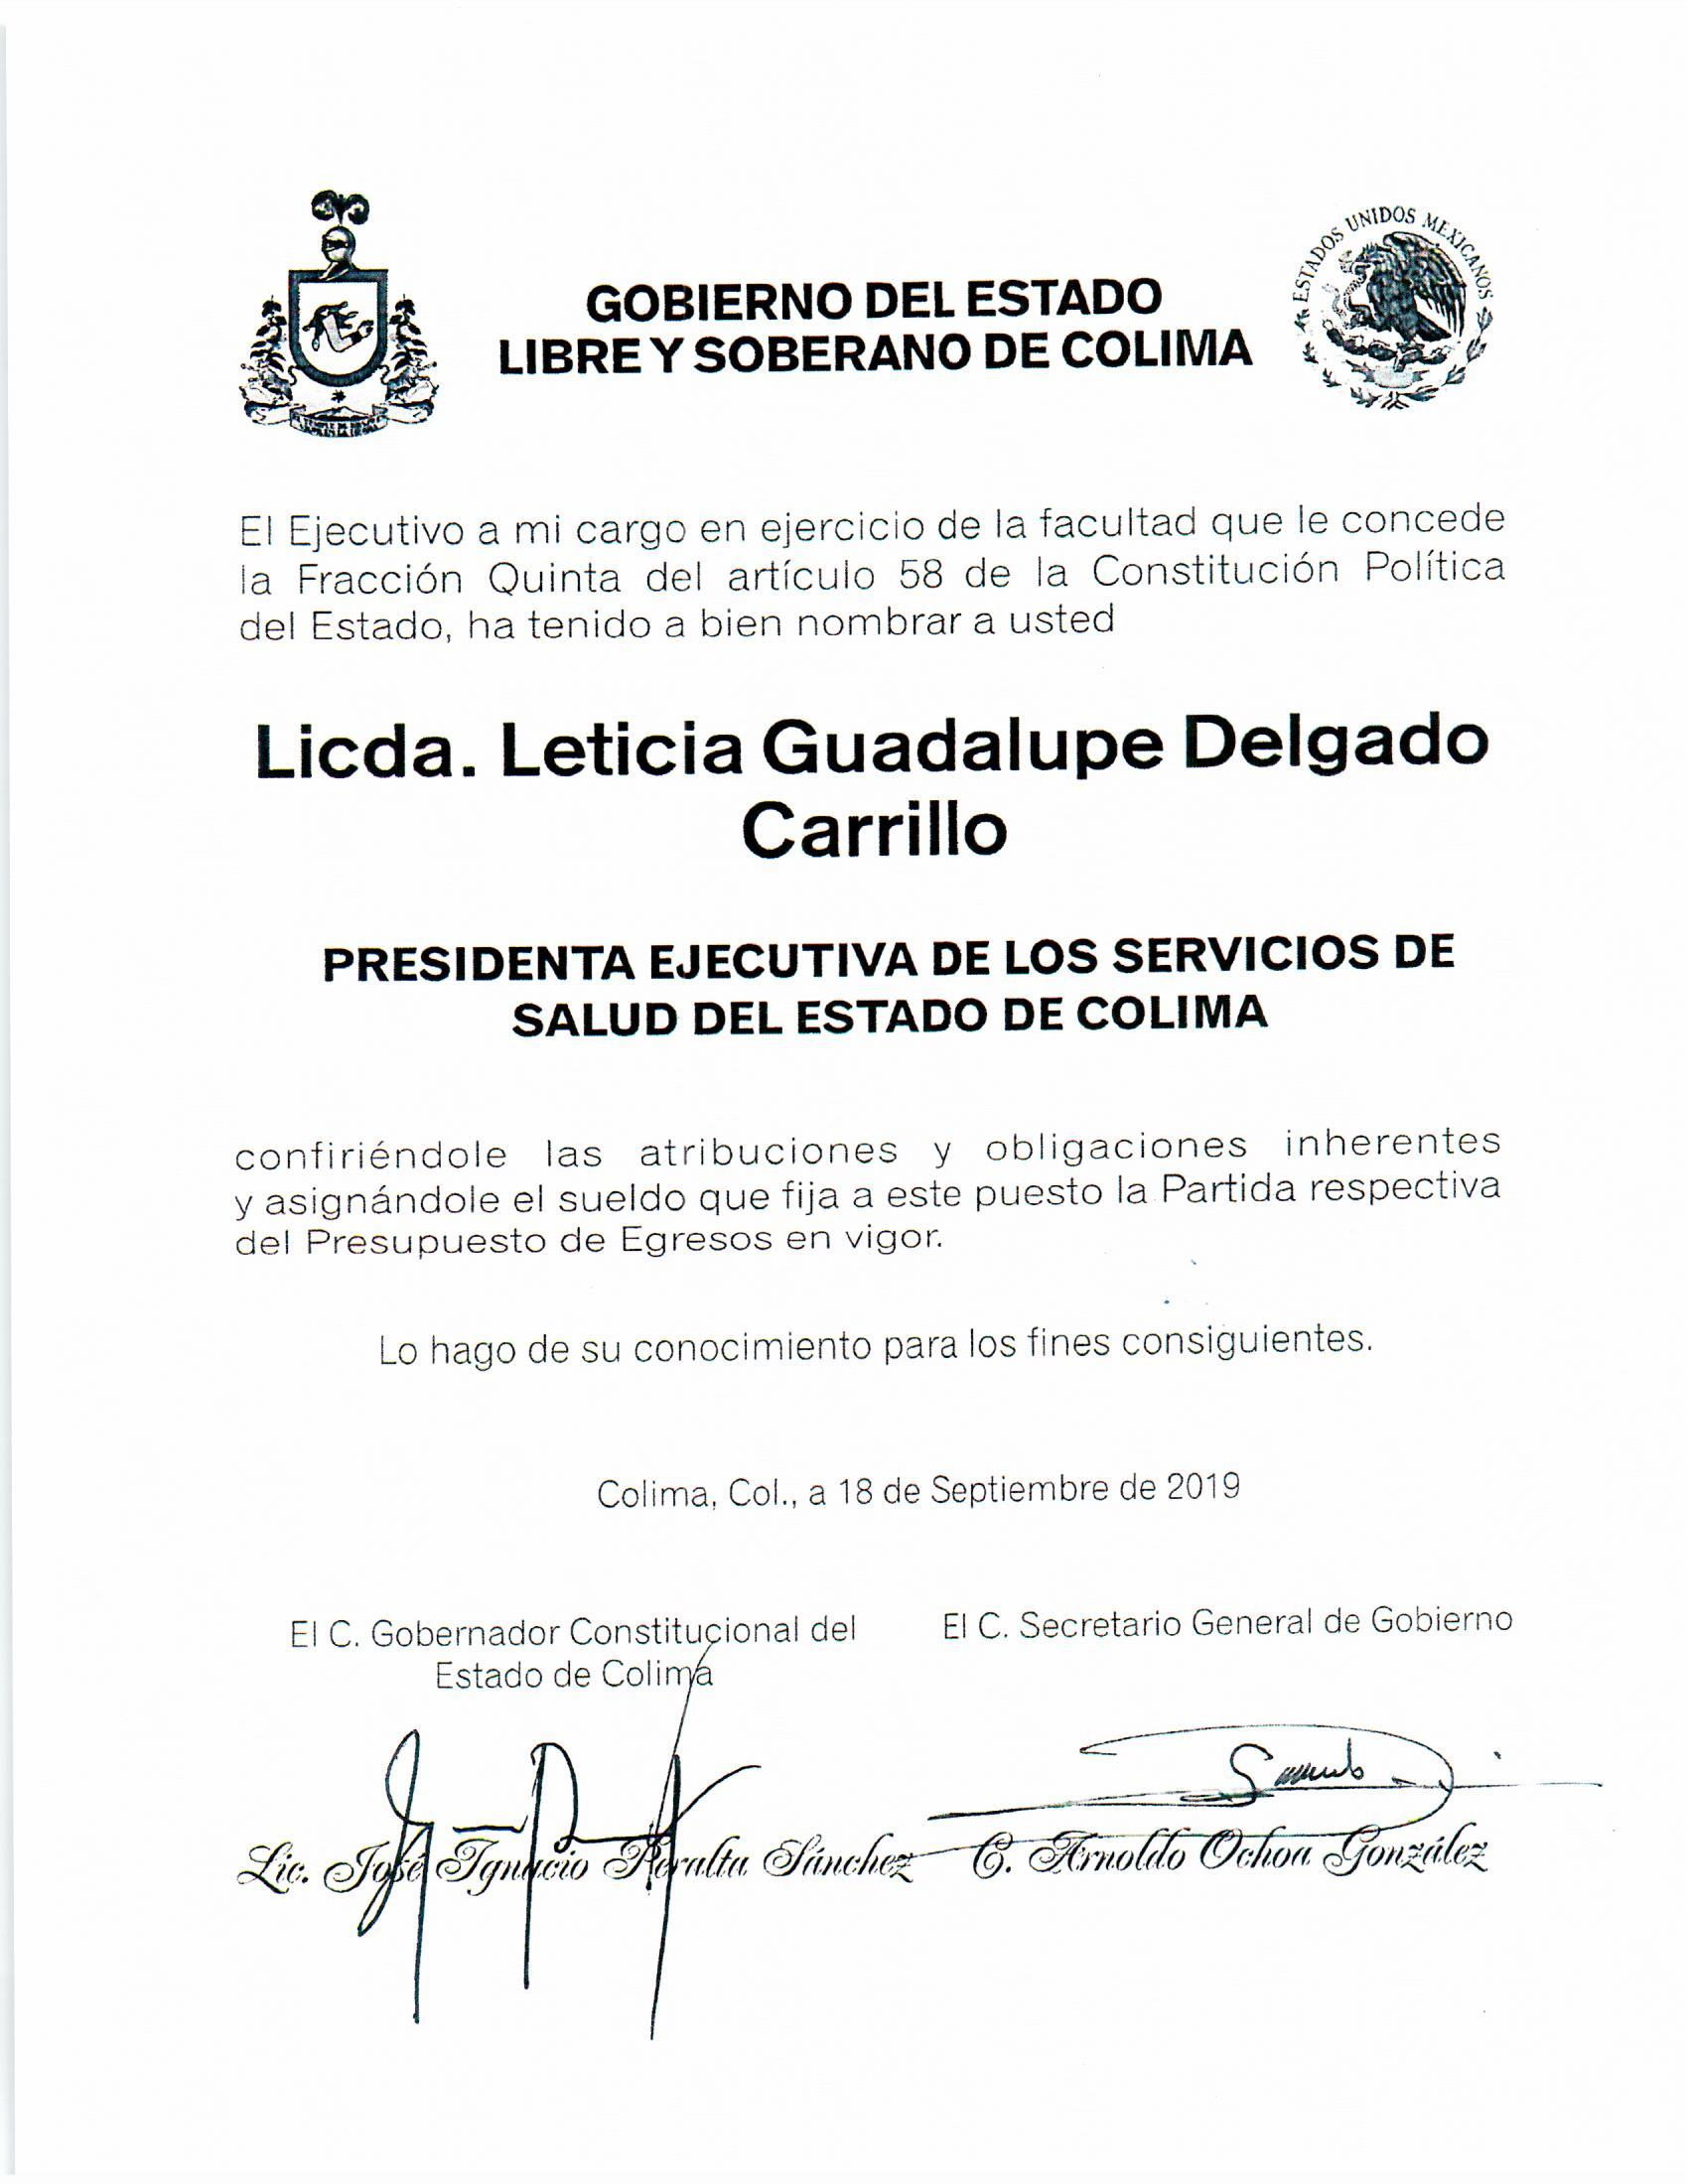 ESTADOS UNIDOS MEXICANOS
GOBIERNO DEL ESTADO
LIBRE Y SOBERANO DE COLIMA
El Ejecutivo a mi cargo en ejercicio de la facultad que le concede
la Fracción Quinta del artículo 58 de la Constitución Política
del Estado, ha tenido a bien nombrar a usted
Licda. Leticia Guadalupe Delgado
Carrillo
PRESIDENTA EJECUTIVA DE LOS SERVICIOS DE
SALUD DEL ESTADO DE COLIMA
confiriéndole las atribuciones y obligaciones inherentes
y asignándole el sueldo que fija a este puesto la Partida respectiva
del Presupuesto de Egresos en vigor.
Lo hago de su conocimiento para los fines consiguientes.
Colima, Col., a 18 de Septiembre de 2019
El C. Gobernador Constitucional del
Estado de Colima
El C. Secretario General de Gobierno
Lic. José Ignacio Peralta Sánchez
C. Arnoldo Ochoa González